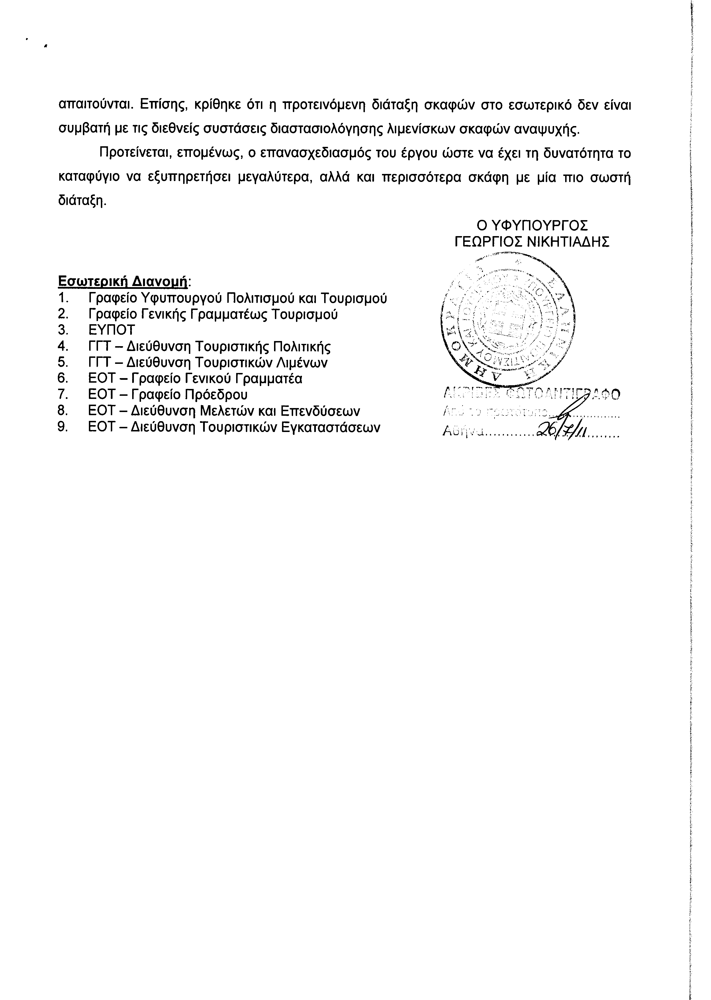 απαιτούνται. Επίσης, κρίθηκε ότι η προτεινόμενη διάταξη σκαφών στο εσωτερικό δεν είναι
συμβατή με τις διεθνείς συστάσεις διαστασιολόγησης λιμενίσκων σκαφών αναψυχής.
Προτείνεται, επομένως, ο επανασχεδιασμός του έργου ώστε να έχει τη δυνατότητα το
καταφύγιο να εξυπηρετήσει μεγαλύτερα, αλλά και περισσότερα σκάφη με μία πιο σωστή
διάταξη.
Ο ΥΦΥΠΟΥΡΓΟΣ
ΓΕΩΡΓΙΟΣ ΝΙΚΗΤΙΑΔΗΣ
ΕΛΛΗΝΙΚΗ ΔΗΜΟΚΡΑΤΙΑ
Εσωτερική Διανομή:
1. Γραφείο Υφυπουργού Πολιτισμού και Τουρισμού
2. Γραφείο Γενικής Γραμματέως Τουρισμού
3. ΕΥΠΟΤ
4. ΓΓΤ – Διεύθυνση Τουριστικής Πολιτικής
5. ΓΓΤ – Διεύθυνση Τουριστικών Λιμένων
6. ΕΟΤ – Γραφείο Γενικού Γραμματέα
7. ΕΟΤ – Γραφείο Πρόεδρου
8. ΕΟΤ – Διεύθυνση Μελετών και Επενδύσεων
9. ΕΟΤ – Διεύθυνση Τουριστικών Εγκαταστάσεων
ΑΚΡΙΒΕΣ ΦΩΤΟΑΝΤΙΓΡΑΦΟ
Από το πρωτότυπο
Αθήνα 26/7/11